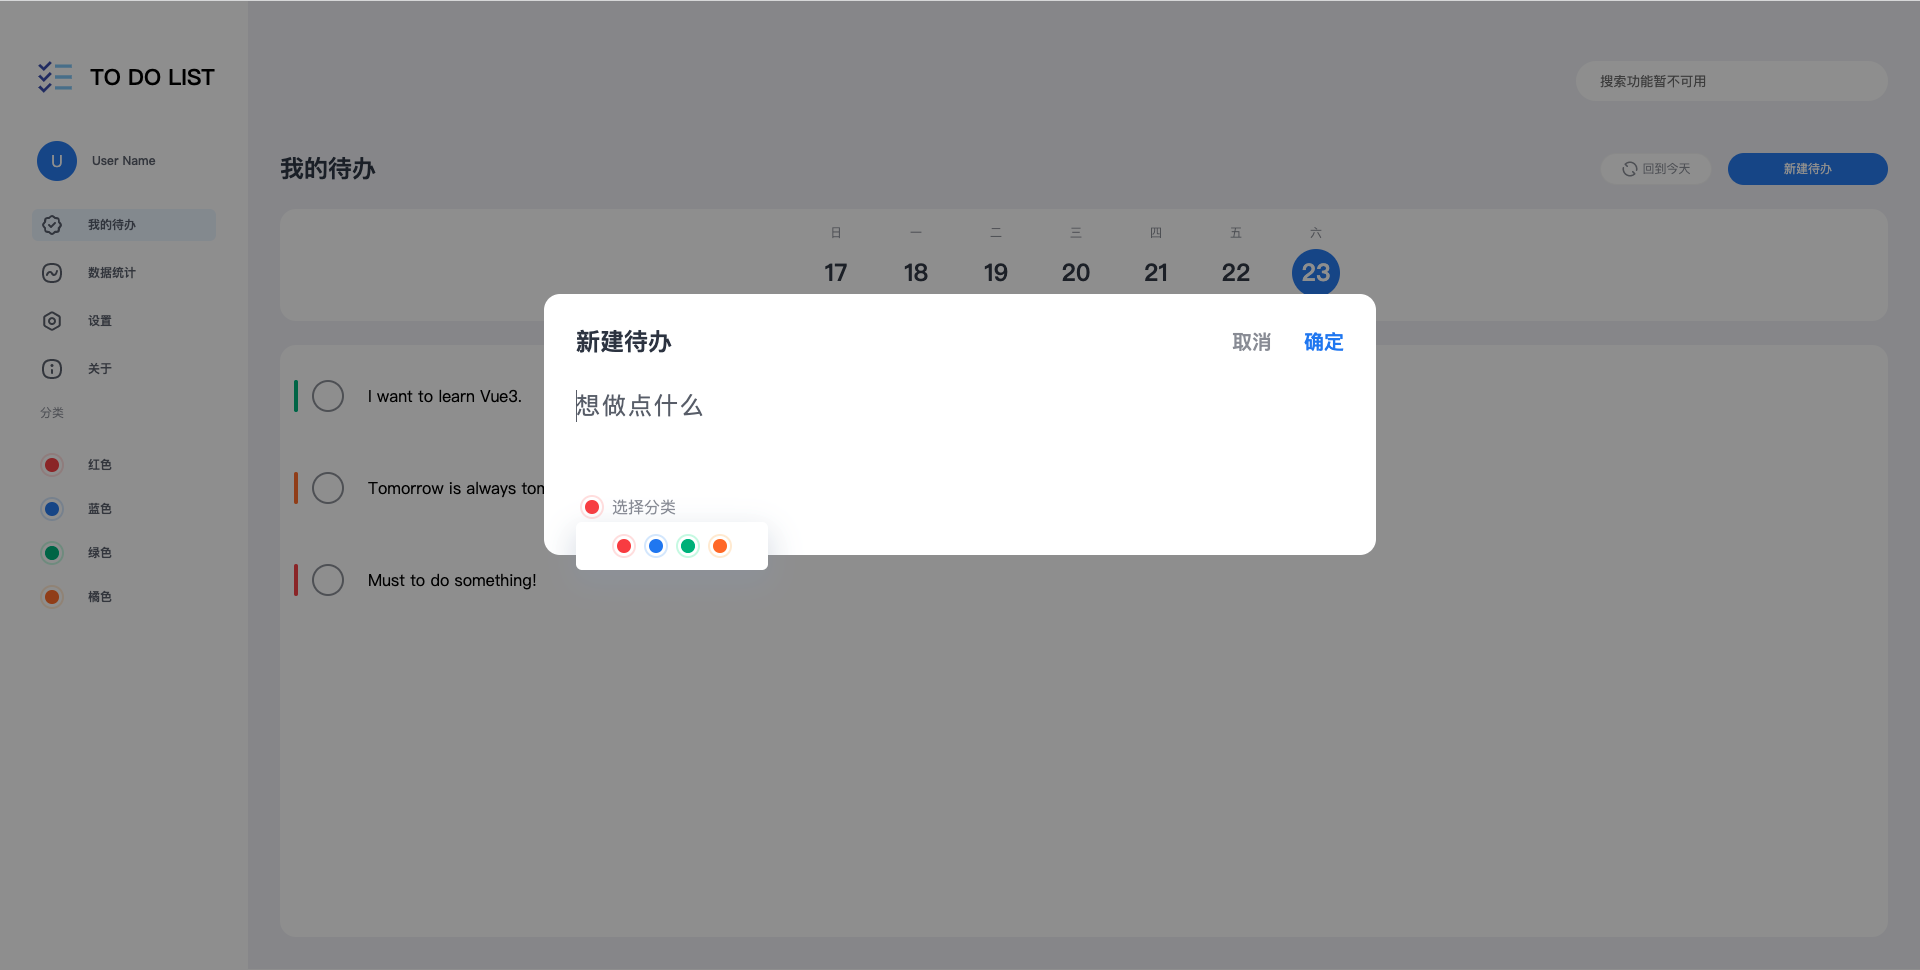 TO DO LIST
U
User Name
我的待办
数据统计
设置
关于
分类
红色
蓝色
绿色
橘色
搜索功能暂不可用
我的待办
回到今天
新建待办
日 一 二 三 四 五 六
17 18 19 20 21 22 23
I want to learn Vue3.
Tomorrow is always tom
Must to do something!
新建待办
取消 确定
想做点什么
选择分类